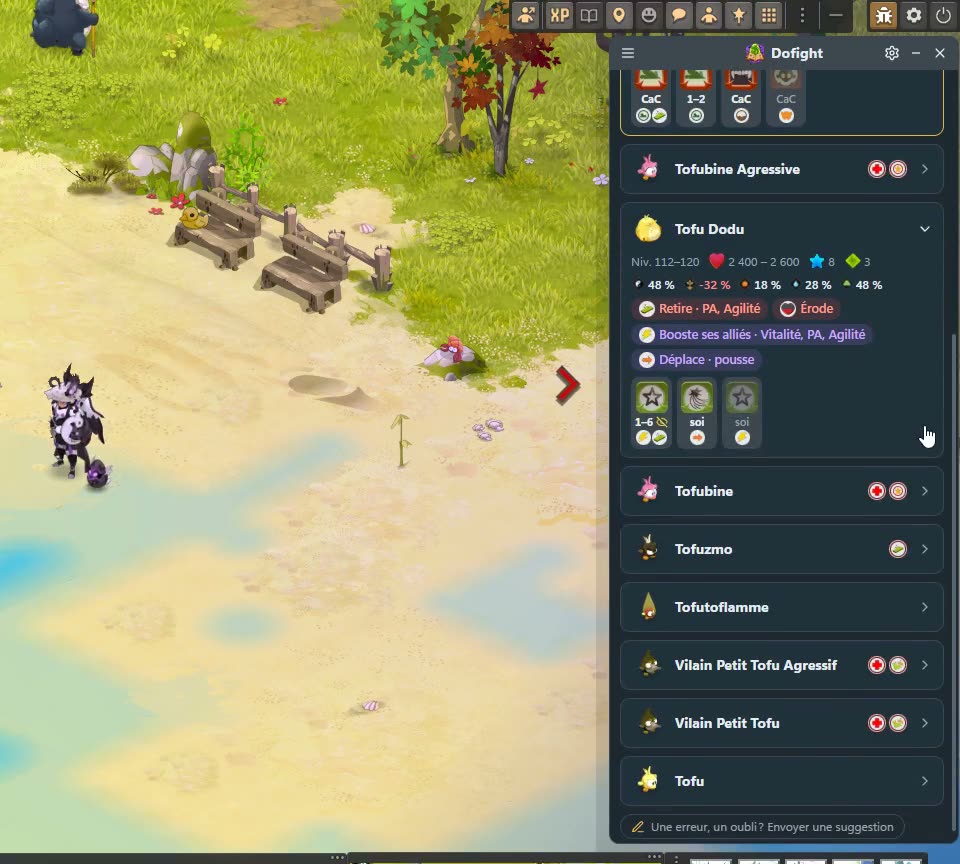 XP
Dofight
CaC
1–2
CaC
CaC
Tofubine Agressive
Tofu Dodu
Niv. 112–120 2 400 – 2 600 8 3
48 % -32 % 18 % 28 % 48 %
Retire · PA, Agilité Érode
Booste ses alliés · Vitalité, PA, Agilité
Déplace · pousse
1–6 soi soi
Tofubine
Tofuzmo
Tofutoflamme
Vilain Petit Tofu Agressif
Vilain Petit Tofu
Tofu
Une erreur, un oubli ? Envoyer une suggestion